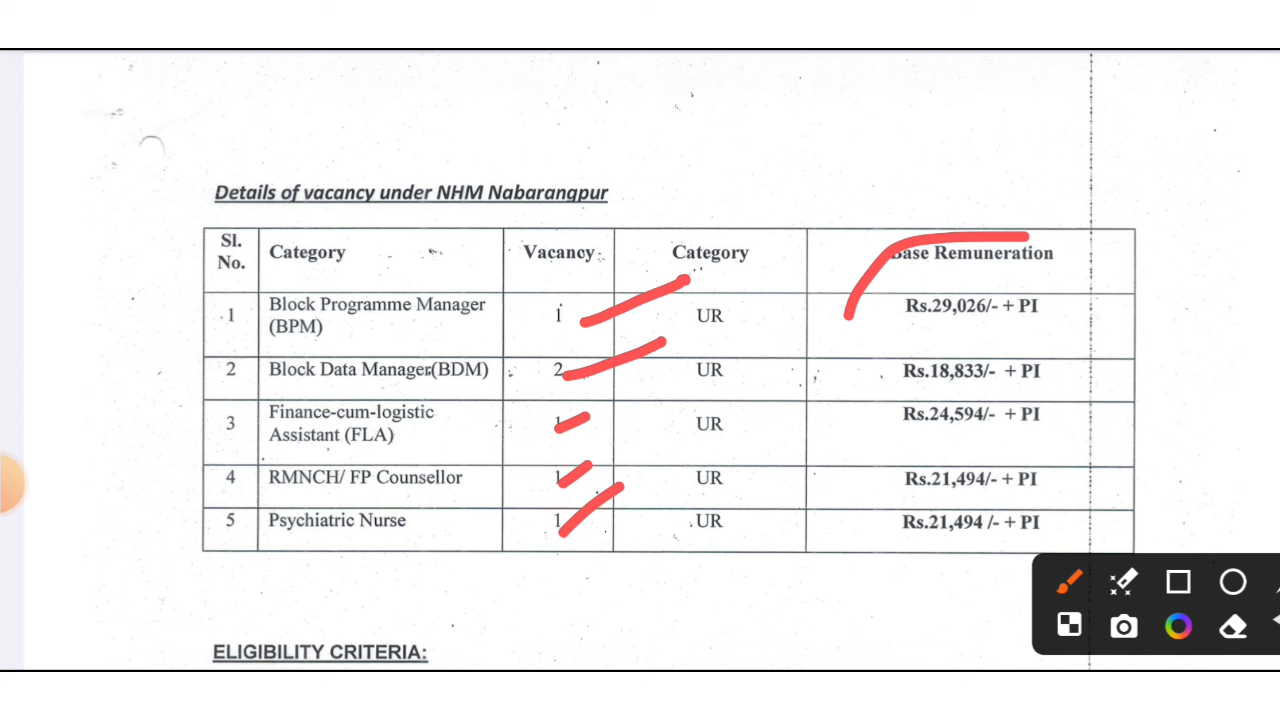 Details of vacancy under NHM Nabarangpur
Sl. No. Category Vacancy Category Base Remuneration
1 Block Programme Manager (BPM) 1 UR Rs.29,026/- + PI
2 Block Data Manager(BDM) 2 UR Rs.18,833/- + PI
3 Finance-cum-logistic Assistant (FLA) 1 UR Rs.24,594/- + PI
4 RMNCH/ FP Counsellor 1 UR Rs.21,494/- + PI
5 Psychiatric Nurse 1 UR Rs.21,494 /- + PI
ELIGIBILITY CRITERIA: